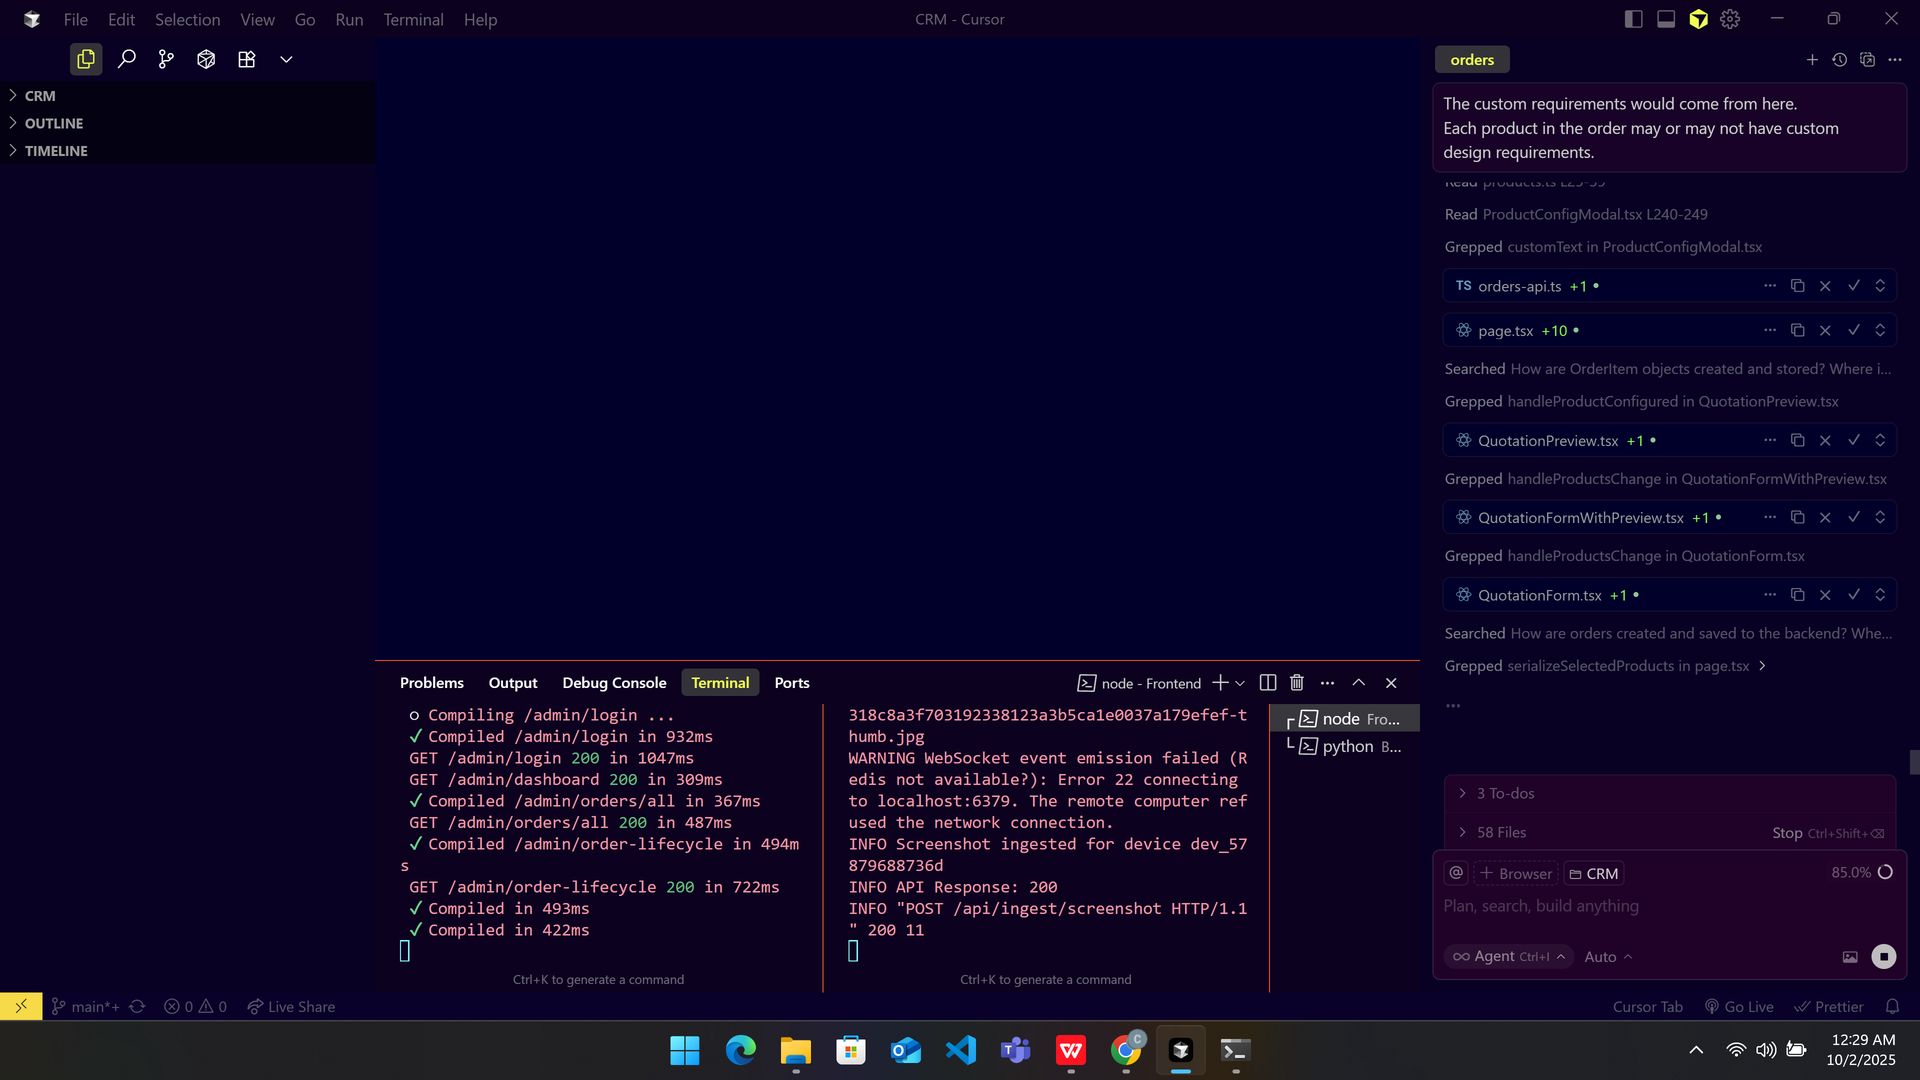 File Edit Selection View Go Run Terminal Help
CRM - Cursor
CRM
OUTLINE
TIMELINE
Problems Output Debug Console Terminal Ports
node - Frontend
Compiling /admin/login ...
✓ Compiled /admin/login in 932ms
GET /admin/login 200 in 1047ms
GET /admin/dashboard 200 in 309ms
✓ Compiled /admin/orders/all in 367ms
GET /admin/orders/all 200 in 487ms
✓ Compiled /admin/order-lifecycle in 494m
s
GET /admin/order-lifecycle 200 in 722ms
✓ Compiled in 493ms
✓ Compiled in 422ms
Ctrl+K to generate a command
318c8a3f703192338123a3b5ca1e0037a179efef-t
humb.jpg
WARNING WebSocket event emission failed (R
edis not available?): Error 22 connecting
to localhost:6379. The remote computer ref
used the network connection.
INFO Screenshot ingested for device dev_57
879688736d
INFO API Response: 200
INFO "POST /api/ingest/screenshot HTTP/1.1
" 200 11
Ctrl+K to generate a command
node Fro...
python B...
orders
The custom requirements would come from here.
Each product in the order may or may not have custom
design requirements.
Read products.ts L25-39
Read ProductConfigModal.tsx L240-249
Grepped customText in ProductConfigModal.tsx
TS orders-api.ts +1 •
page.tsx +10 •
Searched How are OrderItem objects created and stored? Where i...
Grepped handleProductConfigured in QuotationPreview.tsx
QuotationPreview.tsx +1 •
Grepped handleProductsChange in QuotationFormWithPreview.tsx
QuotationFormWithPreview.tsx +1 •
Grepped handleProductsChange in QuotationForm.tsx
QuotationForm.tsx +1 •
Searched How are orders created and saved to the backend? Whe...
Grepped serializeSelectedProducts in page.tsx
...
3 To-dos
58 Files Stop Ctrl+Shift+⌫
@ + Browser CRM 85.0%
Plan, search, build anything
∞ Agent Ctrl+I Auto
main*+ 0 0 Live Share
Cursor Tab Go Live Prettier
12:29 AM
10/2/2025